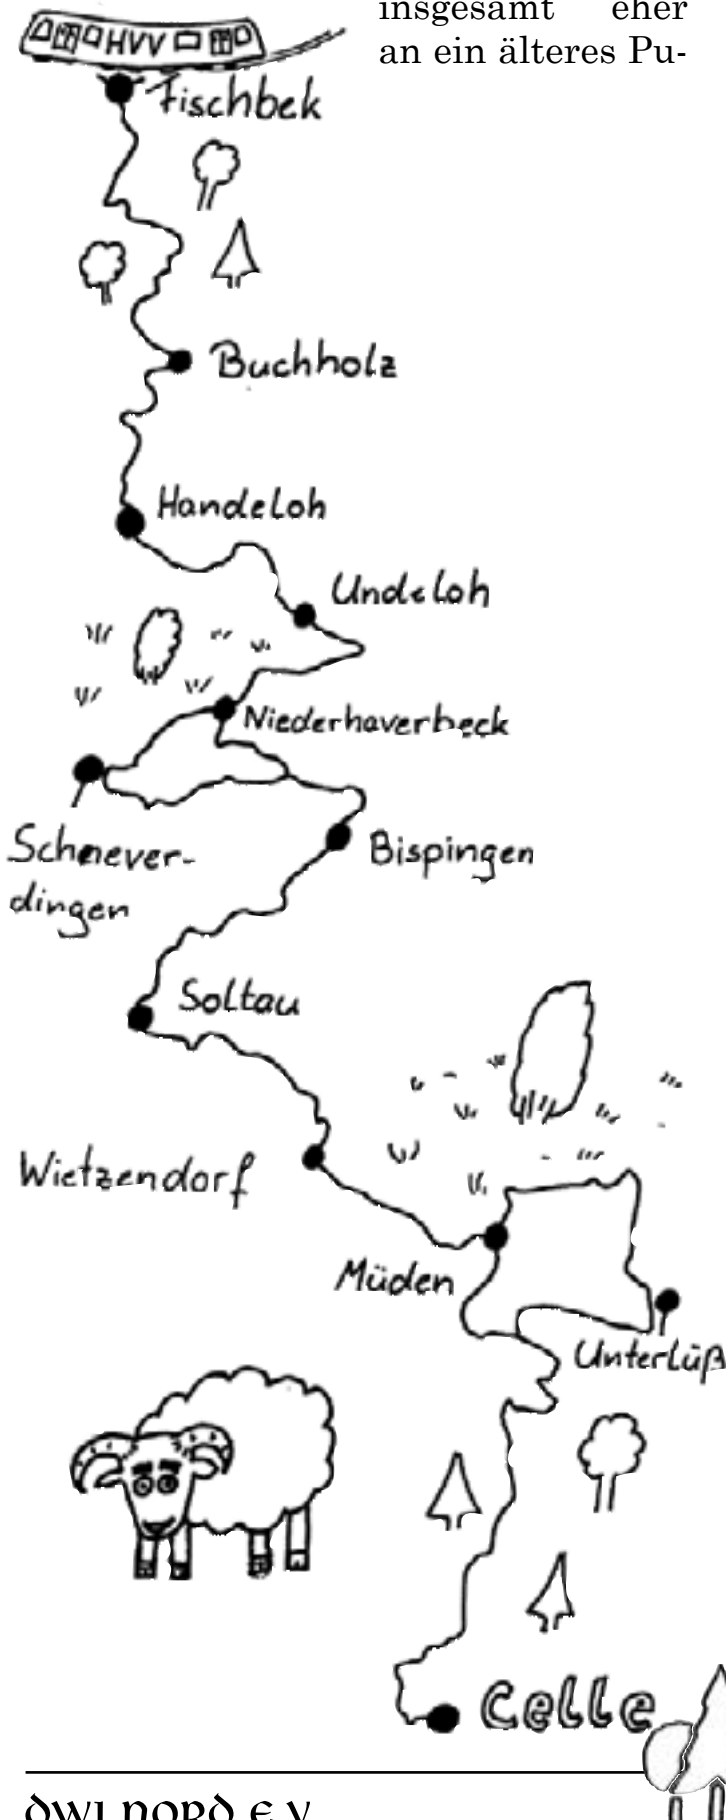 insgesamt eher
an ein älteres Pu-
HVV
Fischbek
Buchholz
Handeloh
Undeloh
Niederhaverbeck
Schnever-
dingen
Bispingen
Soltau
Wietzendorf
Müden
Unterlüß
Celle